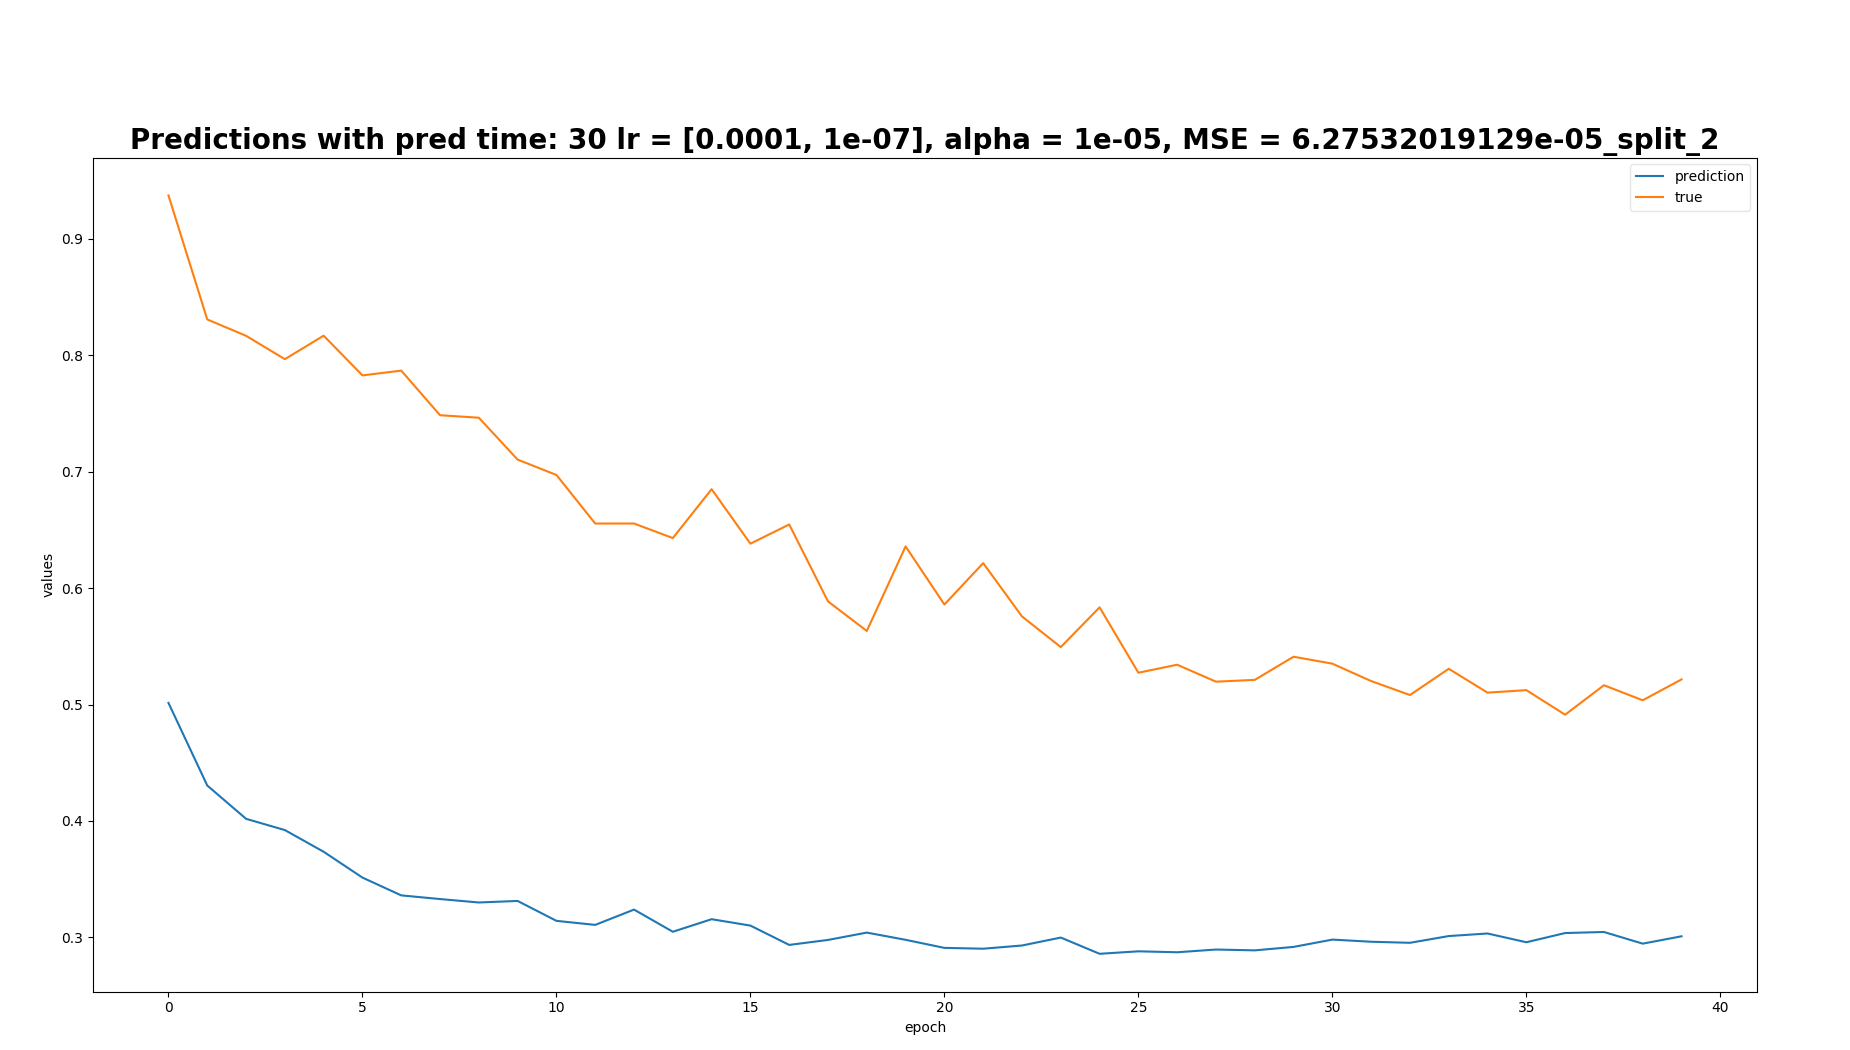 Predictions with pred time: 30 lr = [0.0001, 1e-07], alpha = 1e-05, MSE = 6.27532019129e-05_split_2
prediction
true
values
0.9
0.8
0.7
0.6
0.5
0.4
0.3
0 5 10 15 20 25 30 35 40
epoch